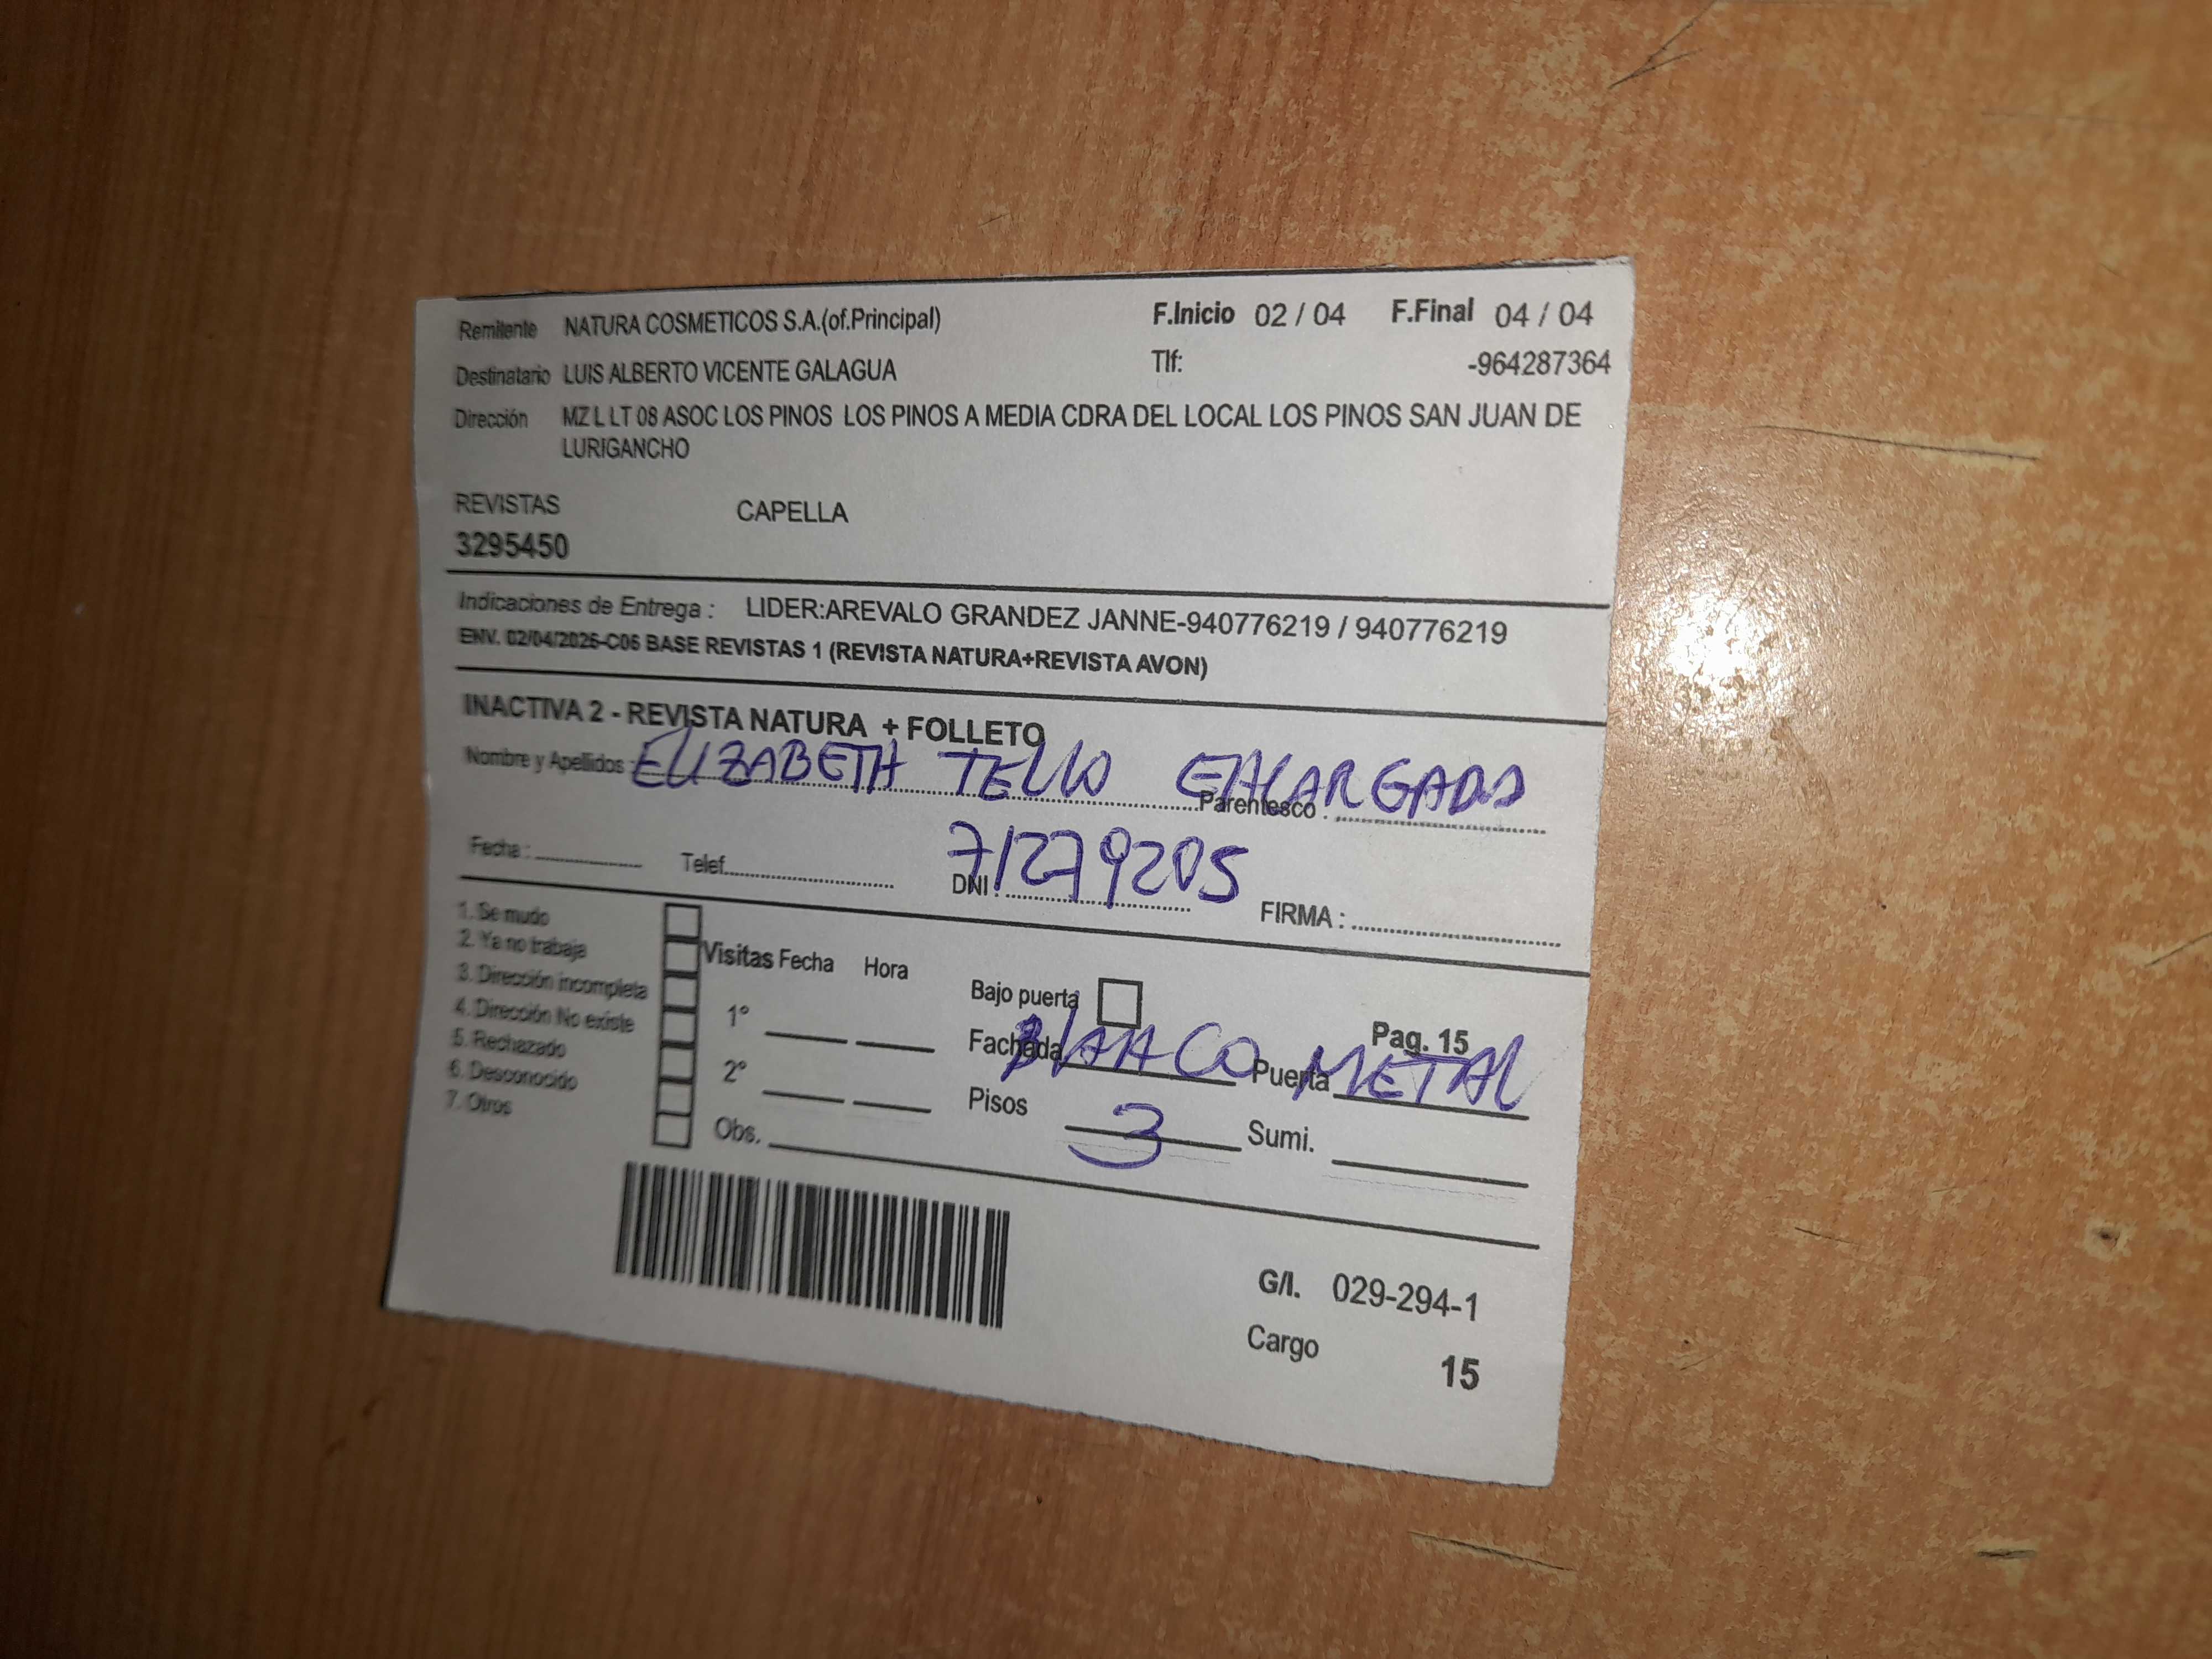 Remitente NATURA COSMETICOS S.A.(of.Principal) F.Inicio 02 / 04 F.Final 04 / 04
Destinatario LUIS ALBERTO VICENTE GALAGUA Tlf: -964287364
Dirección MZ L LT 08 ASOC LOS PINOS LOS PINOS A MEDIA CDRA DEL LOCAL LOS PINOS SAN JUAN DE
LURIGANCHO
REVISTAS CAPELLA
3295450
Indicaciones de Entrega : LIDER:AREVALO GRANDEZ JANNE-940776219 / 940776219
ENV. 02/04/2025-C06 BASE REVISTAS 1 (REVISTA NATURA+REVISTA AVON)
INACTIVA 2 - REVISTA NATURA + FOLLETO
Nombre y Apellidos : ELIZABETH TELLO Parentesco : ENCARGADA
Fecha : Telef. DNI : 71279205 FIRMA :
1. Se mudo
2. Ya no trabaja
3. Dirección incompleta
4. Dirección No existe
5. Rechazado
6. Desconocido
7. Otros
Visitas Fecha Hora
1°
2°
Obs.
Bajo puerta Pag. 15
Fachada BLANCO Puerta METAL
Pisos 3 Sumi.
G/I. 029-294-1
Cargo 15